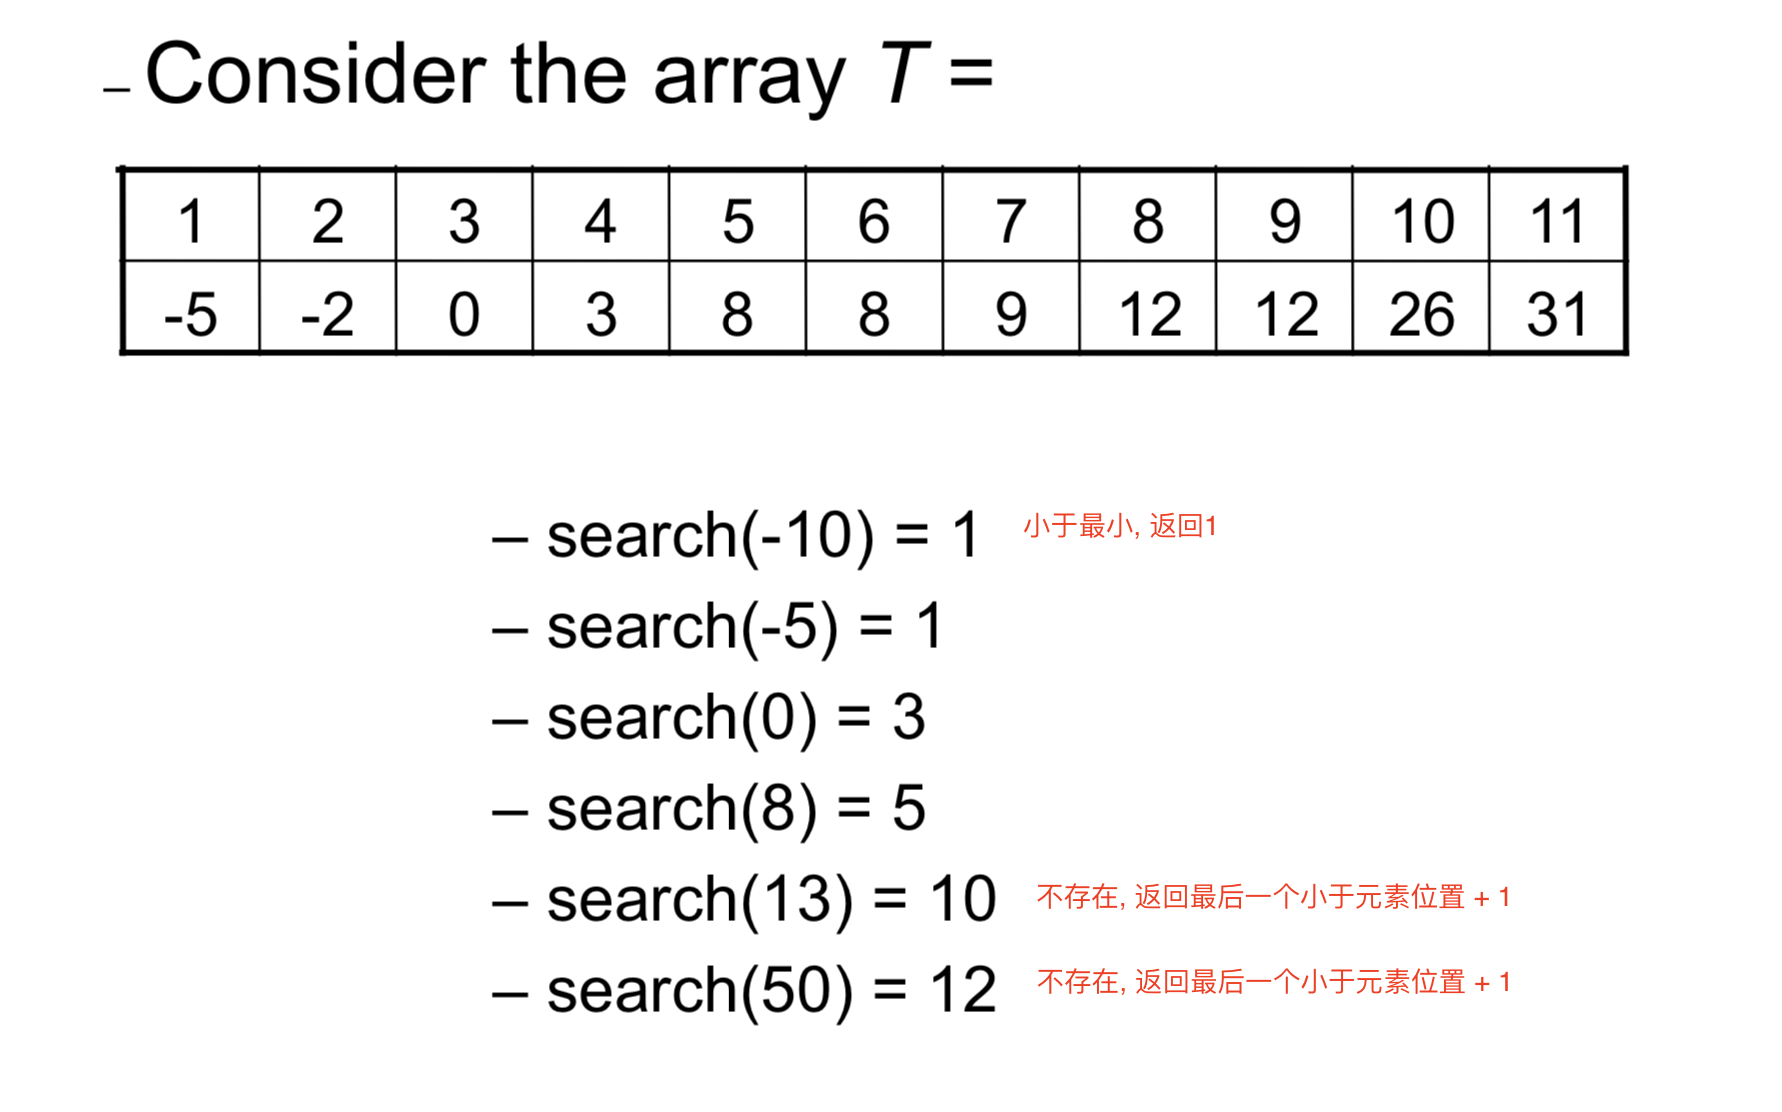 – Consider the array T =
1 2 3 4 5 6 7 8 9 10 11
-5 -2 0 3 8 8 9 12 12 26 31
– search(-10) = 1 小于最小, 返回1
– search(-5) = 1
– search(0) = 3
– search(8) = 5
– search(13) = 10 不存在, 返回最后一个小于元素位置 + 1
– search(50) = 12 不存在, 返回最后一个小于元素位置 + 1